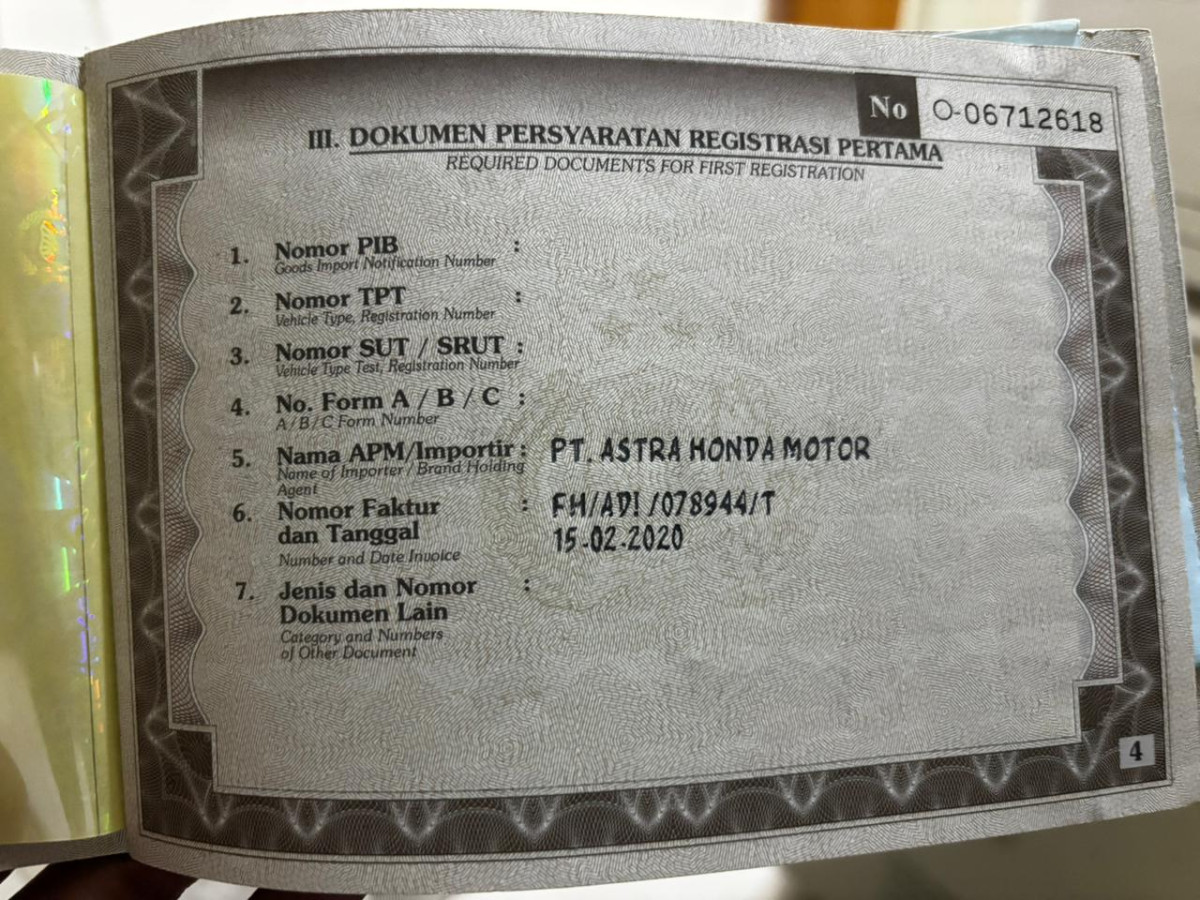 No O-06712618
III. DOKUMEN PERSYARATAN REGISTRASI PERTAMA
REQUIRED DOCUMENTS FOR FIRST REGISTRATION
1. Nomor PIB :
Goods Import Notification Number
2. Nomor TPT :
Vehicle Type, Registration Number
3. Nomor SUT / SRUT :
Vehicle Type Test, Registration Number
4. No. Form A / B / C :
A / B / C Form Number
5. Nama APM/Importir : PT. ASTRA HONDA MOTOR
Name of Importer / Brand Holding
Agent
6. Nomor Faktur : FH/AD1/078944/T
dan Tanggal 15-02-2020
Number and Date Invoice
7. Jenis dan Nomor :
Dokumen Lain
Category and Numbers
of Other Document
4